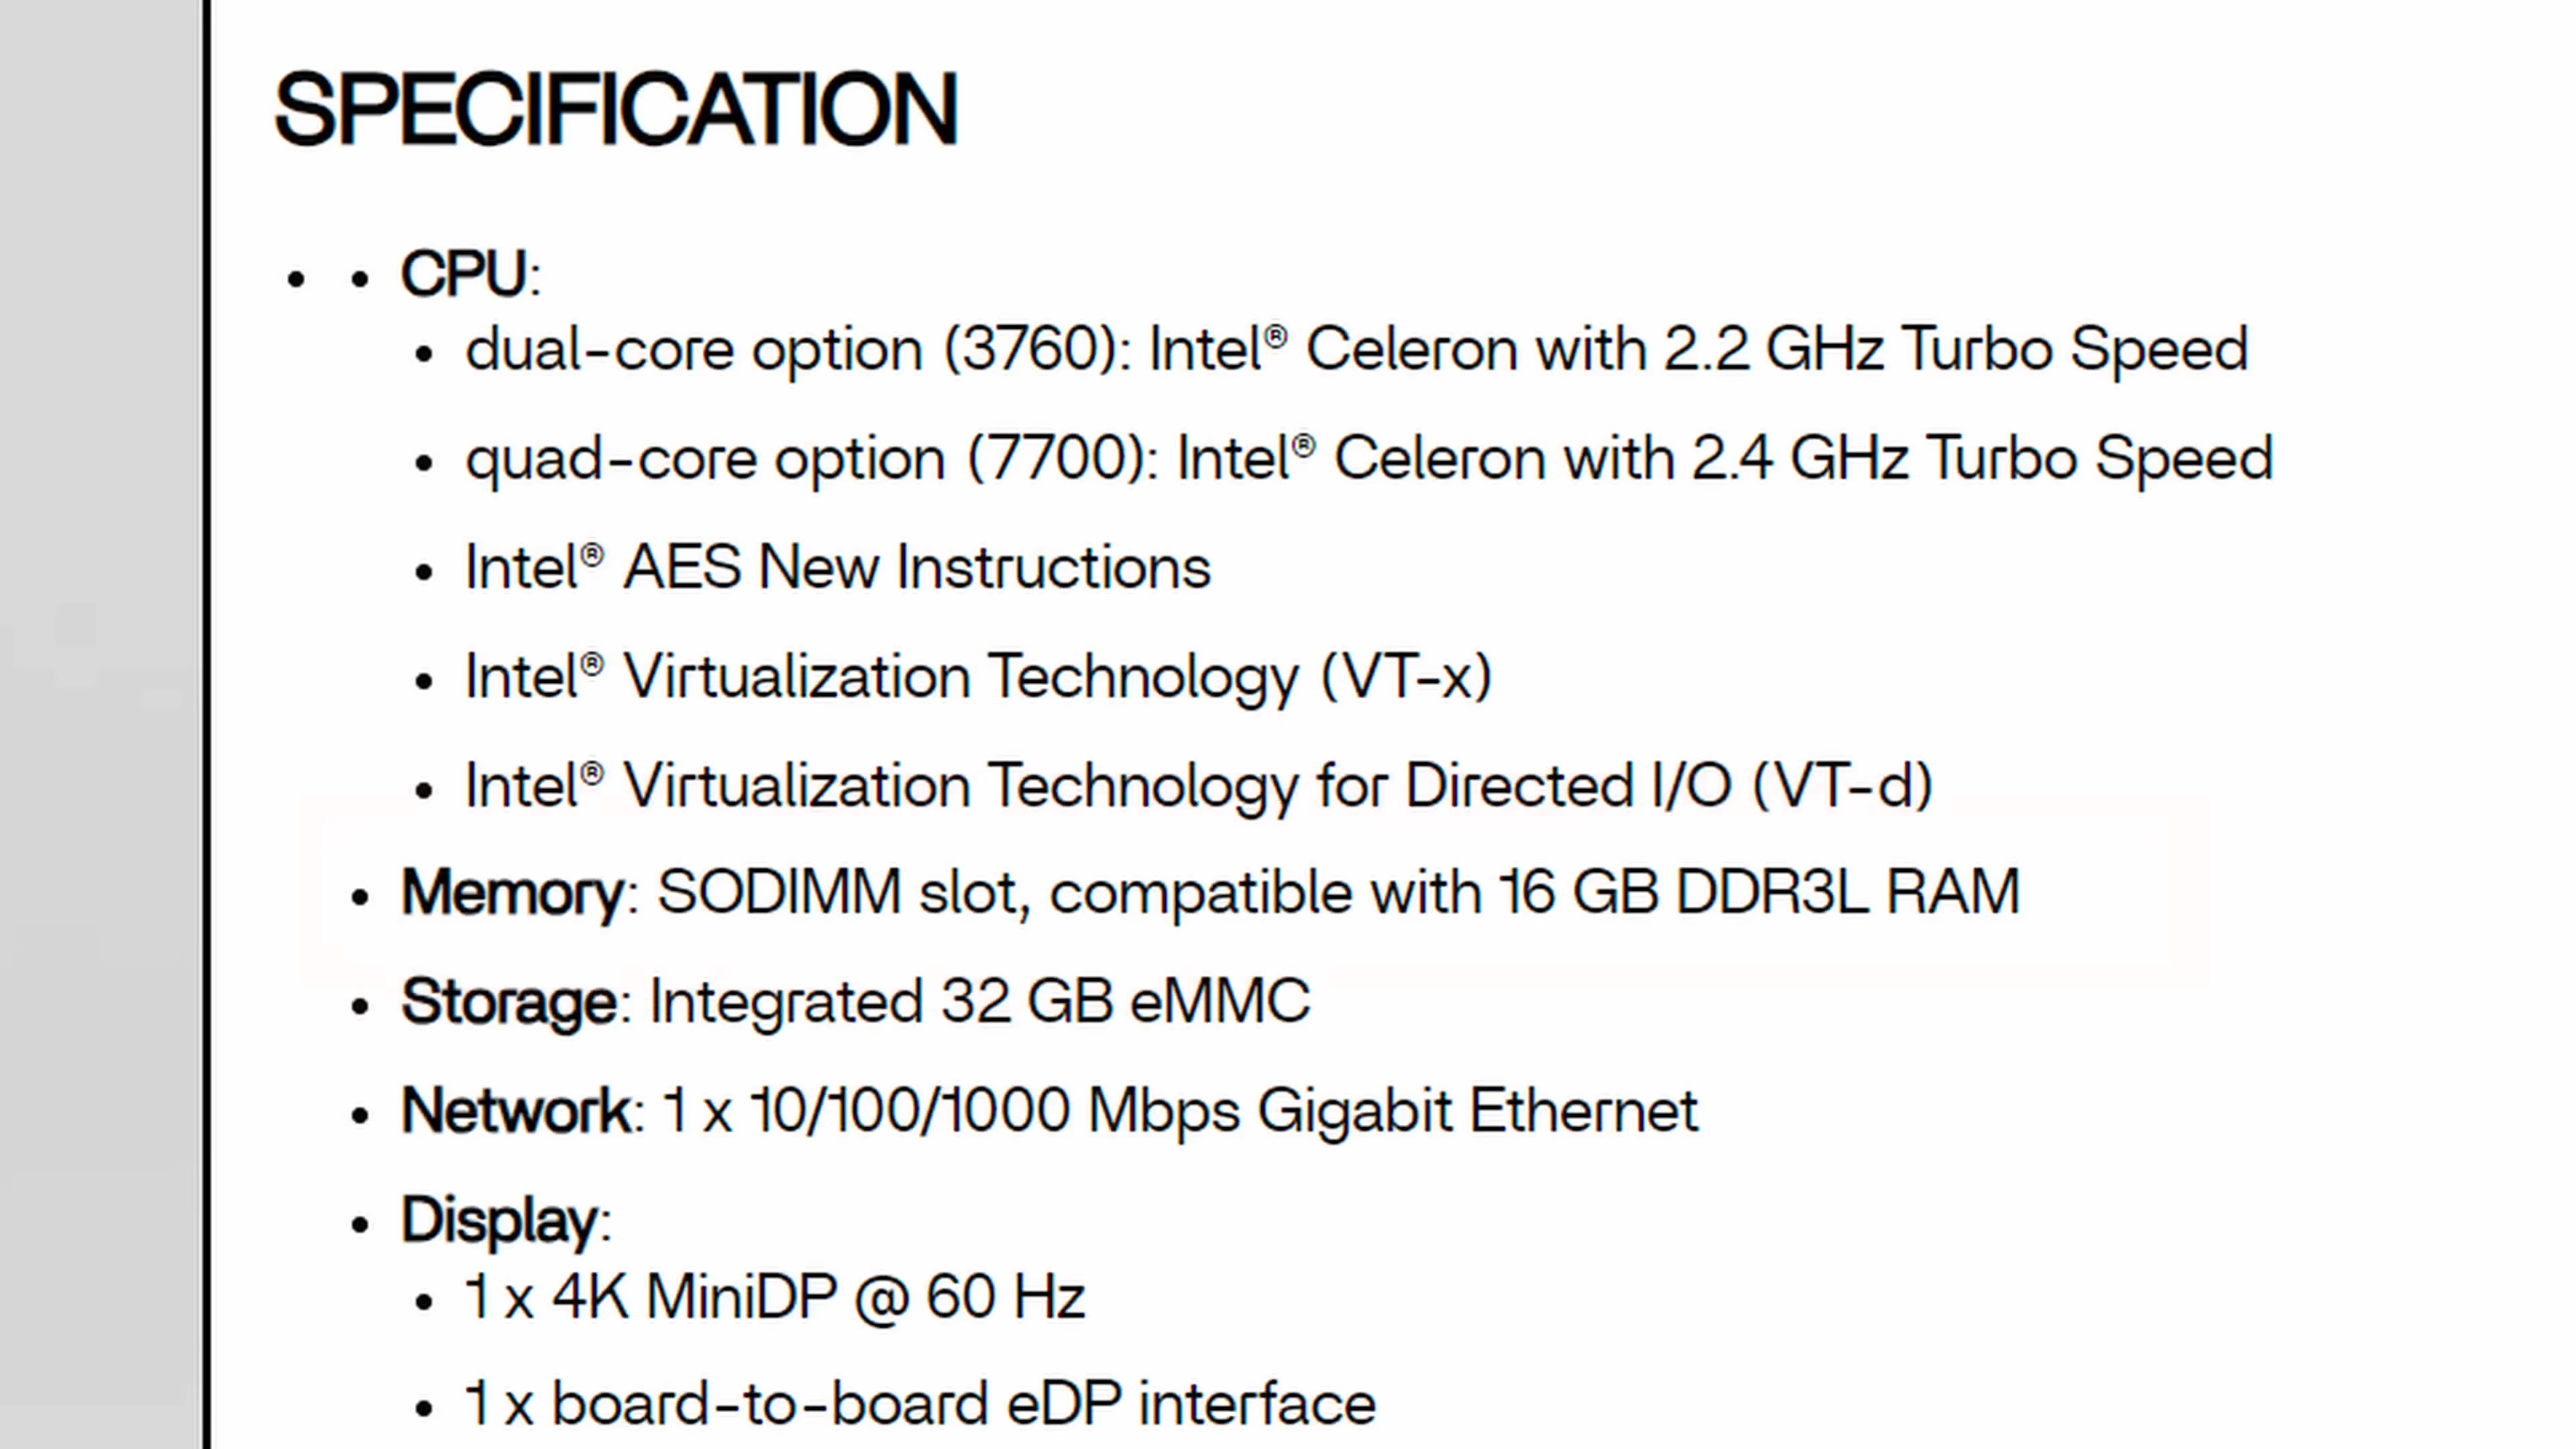 SPECIFICATION
• • CPU:
• dual-core option (3760): Intel® Celeron with 2.2 GHz Turbo Speed
• quad-core option (7700): Intel® Celeron with 2.4 GHz Turbo Speed
• Intel® AES New Instructions
• Intel® Virtualization Technology (VT-x)
• Intel® Virtualization Technology for Directed I/O (VT-d)
• Memory: SODIMM slot, compatible with 16 GB DDR3L RAM
• Storage: Integrated 32 GB eMMC
• Network: 1 x 10/100/1000 Mbps Gigabit Ethernet
• Display:
• 1 x 4K MiniDP @ 60 Hz
• 1 x board-to-board eDP interface